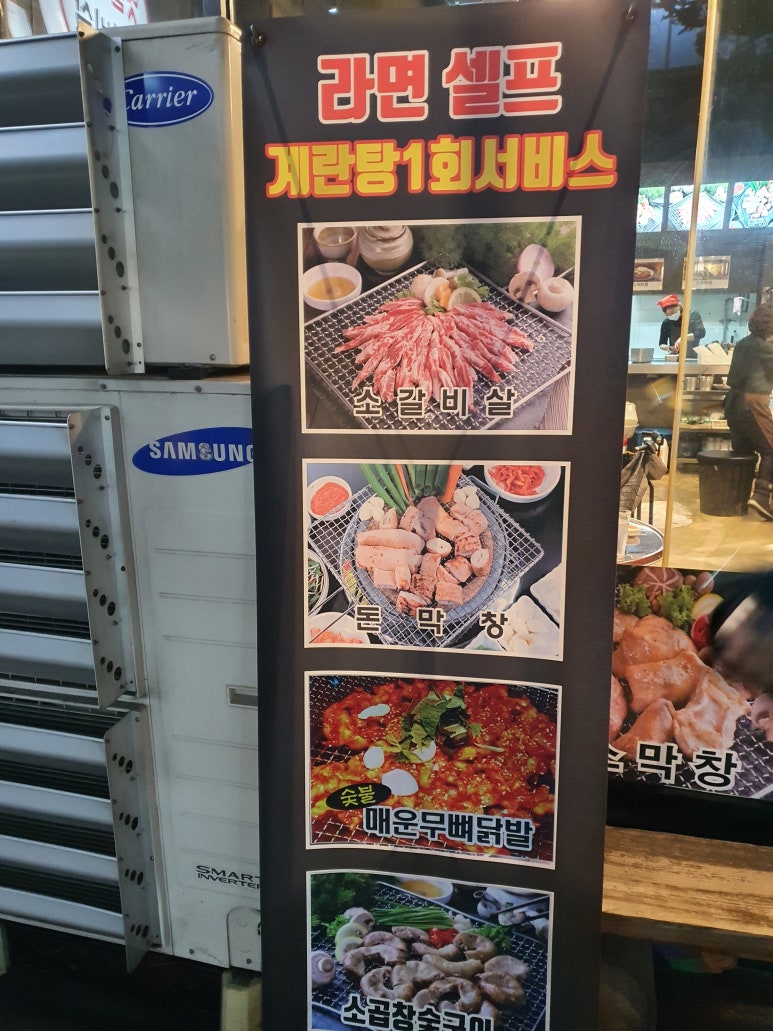 라면 셀프
계란탕1회서비스
소갈비살
돈막창
숯불
매운무뼈닭발
소곱창숯구이
막창
Carrier
SAMSUNG
SMART
INVERTER